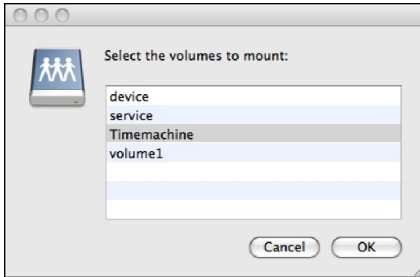 Select the volumes to mount:
device
service
Timemachine
volume1
Cancel
OK